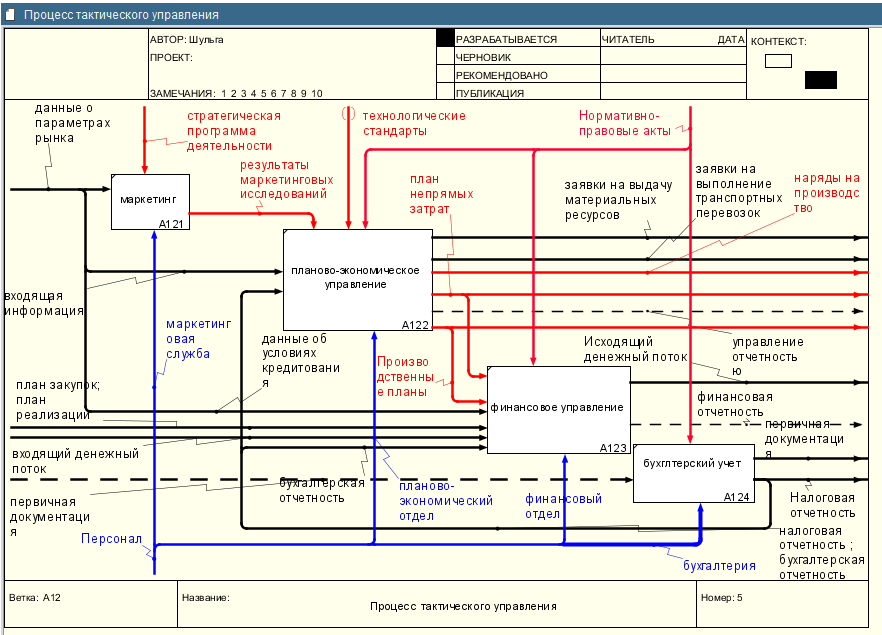 Процесс тактического управления
АВТОР: Шульга
ПРОЕКТ:
ЗАМЕЧАНИЯ: 1 2 3 4 5 6 7 8 9 10
РАЗРАБАТЫВАЕТСЯ
ЧЕРНОВИК
РЕКОМЕНДОВАНО
ПУБЛИКАЦИЯ
ЧИТАТЕЛЬ
ДАТА
КОНТЕКСТ:
данные о
параметрах
рынка
стратегическая
программа
деятельности
технологические
стандарты
Нормативно-
правовые акты
результаты
маркетинговых
исследований
план
непрямых
затрат
заявки на выдачу
материальных
ресурсов
заявки на
выполнение
транспортных
перевозок
наряды на
производс
тво
маркетинг
А121
планово-экономическое
управление
А122
входящая
информация
маркетинг
овая
служба
данные об
условиях
кредитовани
я
Произво
дственны
е планы
Исходящий
денежный поток
управление
отчетность
ю
план закупок;
план
реализации
финансовое управление
А123
финансовая
отчетность
первичная
документаци
я
входящий денежный
поток
бухглтерский учет
А124
первичная
документаци
я
бухгалтерская
отчетность
планово-
экономический
отдел
финансовый
отдел
Налоговая
отчетность
Персонал
налоговая
отчетность ;
бухгалтерская
отчетность
бухгалтерия
Ветка: А12
Название:
Процесс тактического управления
Номер: 5